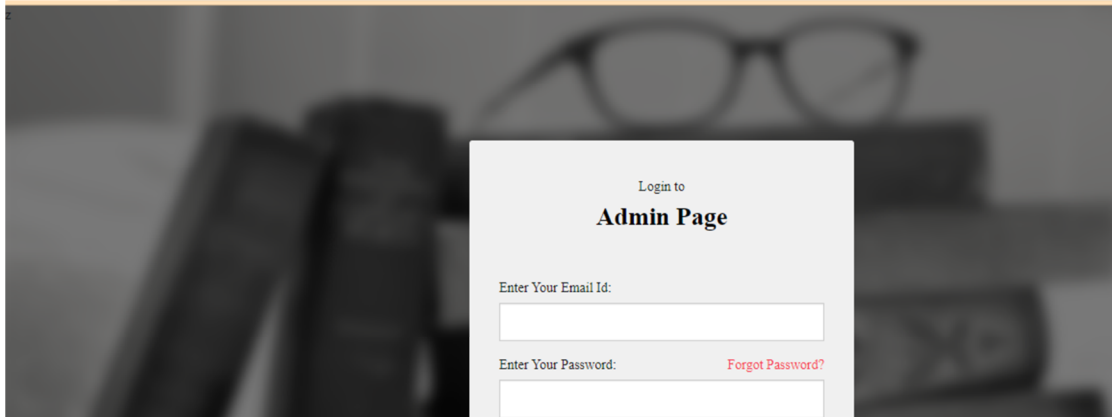 z
Login to
Admin Page
Enter Your Email Id:
Enter Your Password: Forgot Password?